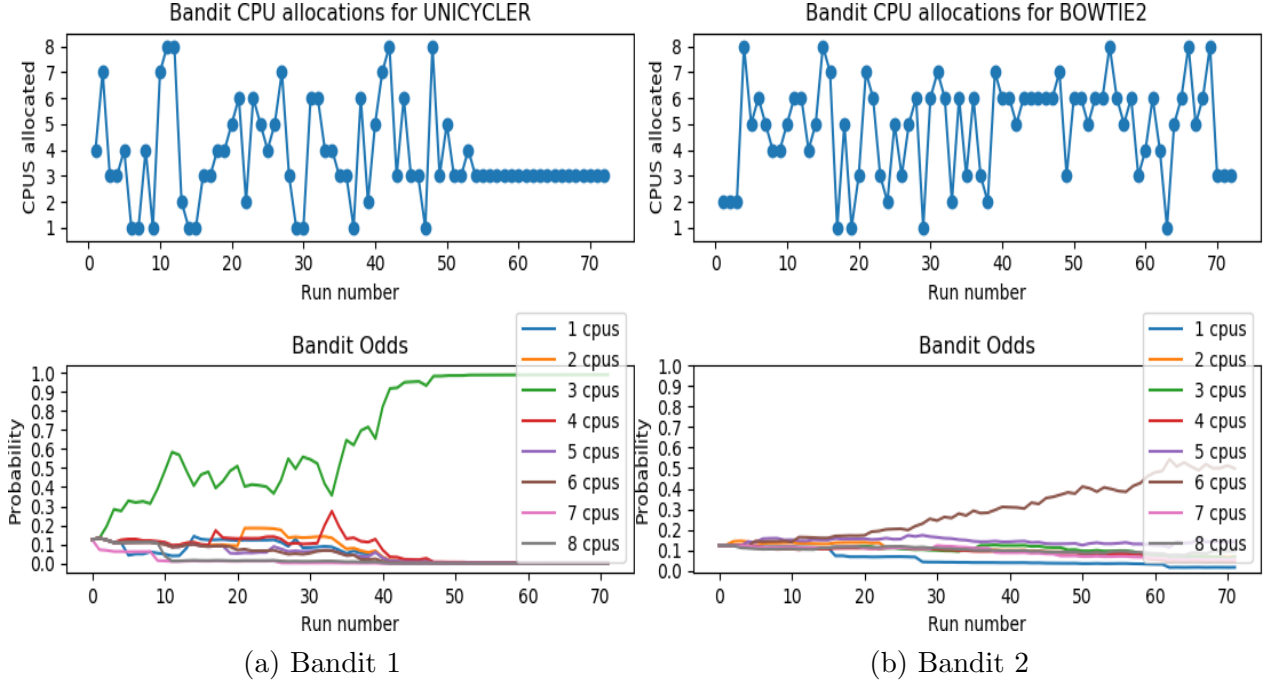 Bandit CPU allocations for UNICYCLER
8
7
6
5
4
3
2
1
CPUS allocated
0 10 20 30 40 50 60 70
Run number
Bandit Odds
1.0
0.9
0.8
0.7
0.6
0.5
0.4
0.3
0.2
0.1
0.0
Probability
1 cpus
2 cpus
3 cpus
4 cpus
5 cpus
6 cpus
7 cpus
8 cpus
0 10 20 30 40 50 60 70
Run number
(a) Bandit 1
Bandit CPU allocations for BOWTIE2
8
7
6
5
4
3
2
1
CPUS allocated
0 10 20 30 40 50 60 70
Run number
Bandit Odds
1.0
0.9
0.8
0.7
0.6
0.5
0.4
0.3
0.2
0.1
0.0
Probability
1 cpus
2 cpus
3 cpus
4 cpus
5 cpus
6 cpus
7 cpus
8 cpus
0 10 20 30 40 50 60 70
Run number
(b) Bandit 2